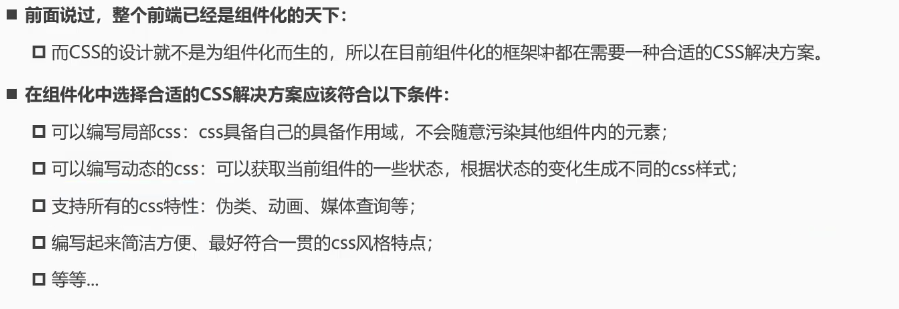 ■ 前面说过，整个前端已经是组件化的天下：
□ 而CSS的设计就不是为组件化而生的，所以在目前组件化的框架中都在需要一种合适的CSS解决方案。
■ 在组件化中选择合适的CSS解决方案应该符合以下条件：
□ 可以编写局部css：css具备自己的具备作用域，不会随意污染其他组件内的元素；
□ 可以编写动态的css：可以获取当前组件的一些状态，根据状态的变化生成不同的css样式；
□ 支持所有的css特性：伪类、动画、媒体查询等；
□ 编写起来简洁方便、最好符合一贯的css风格特点；
□ 等等...